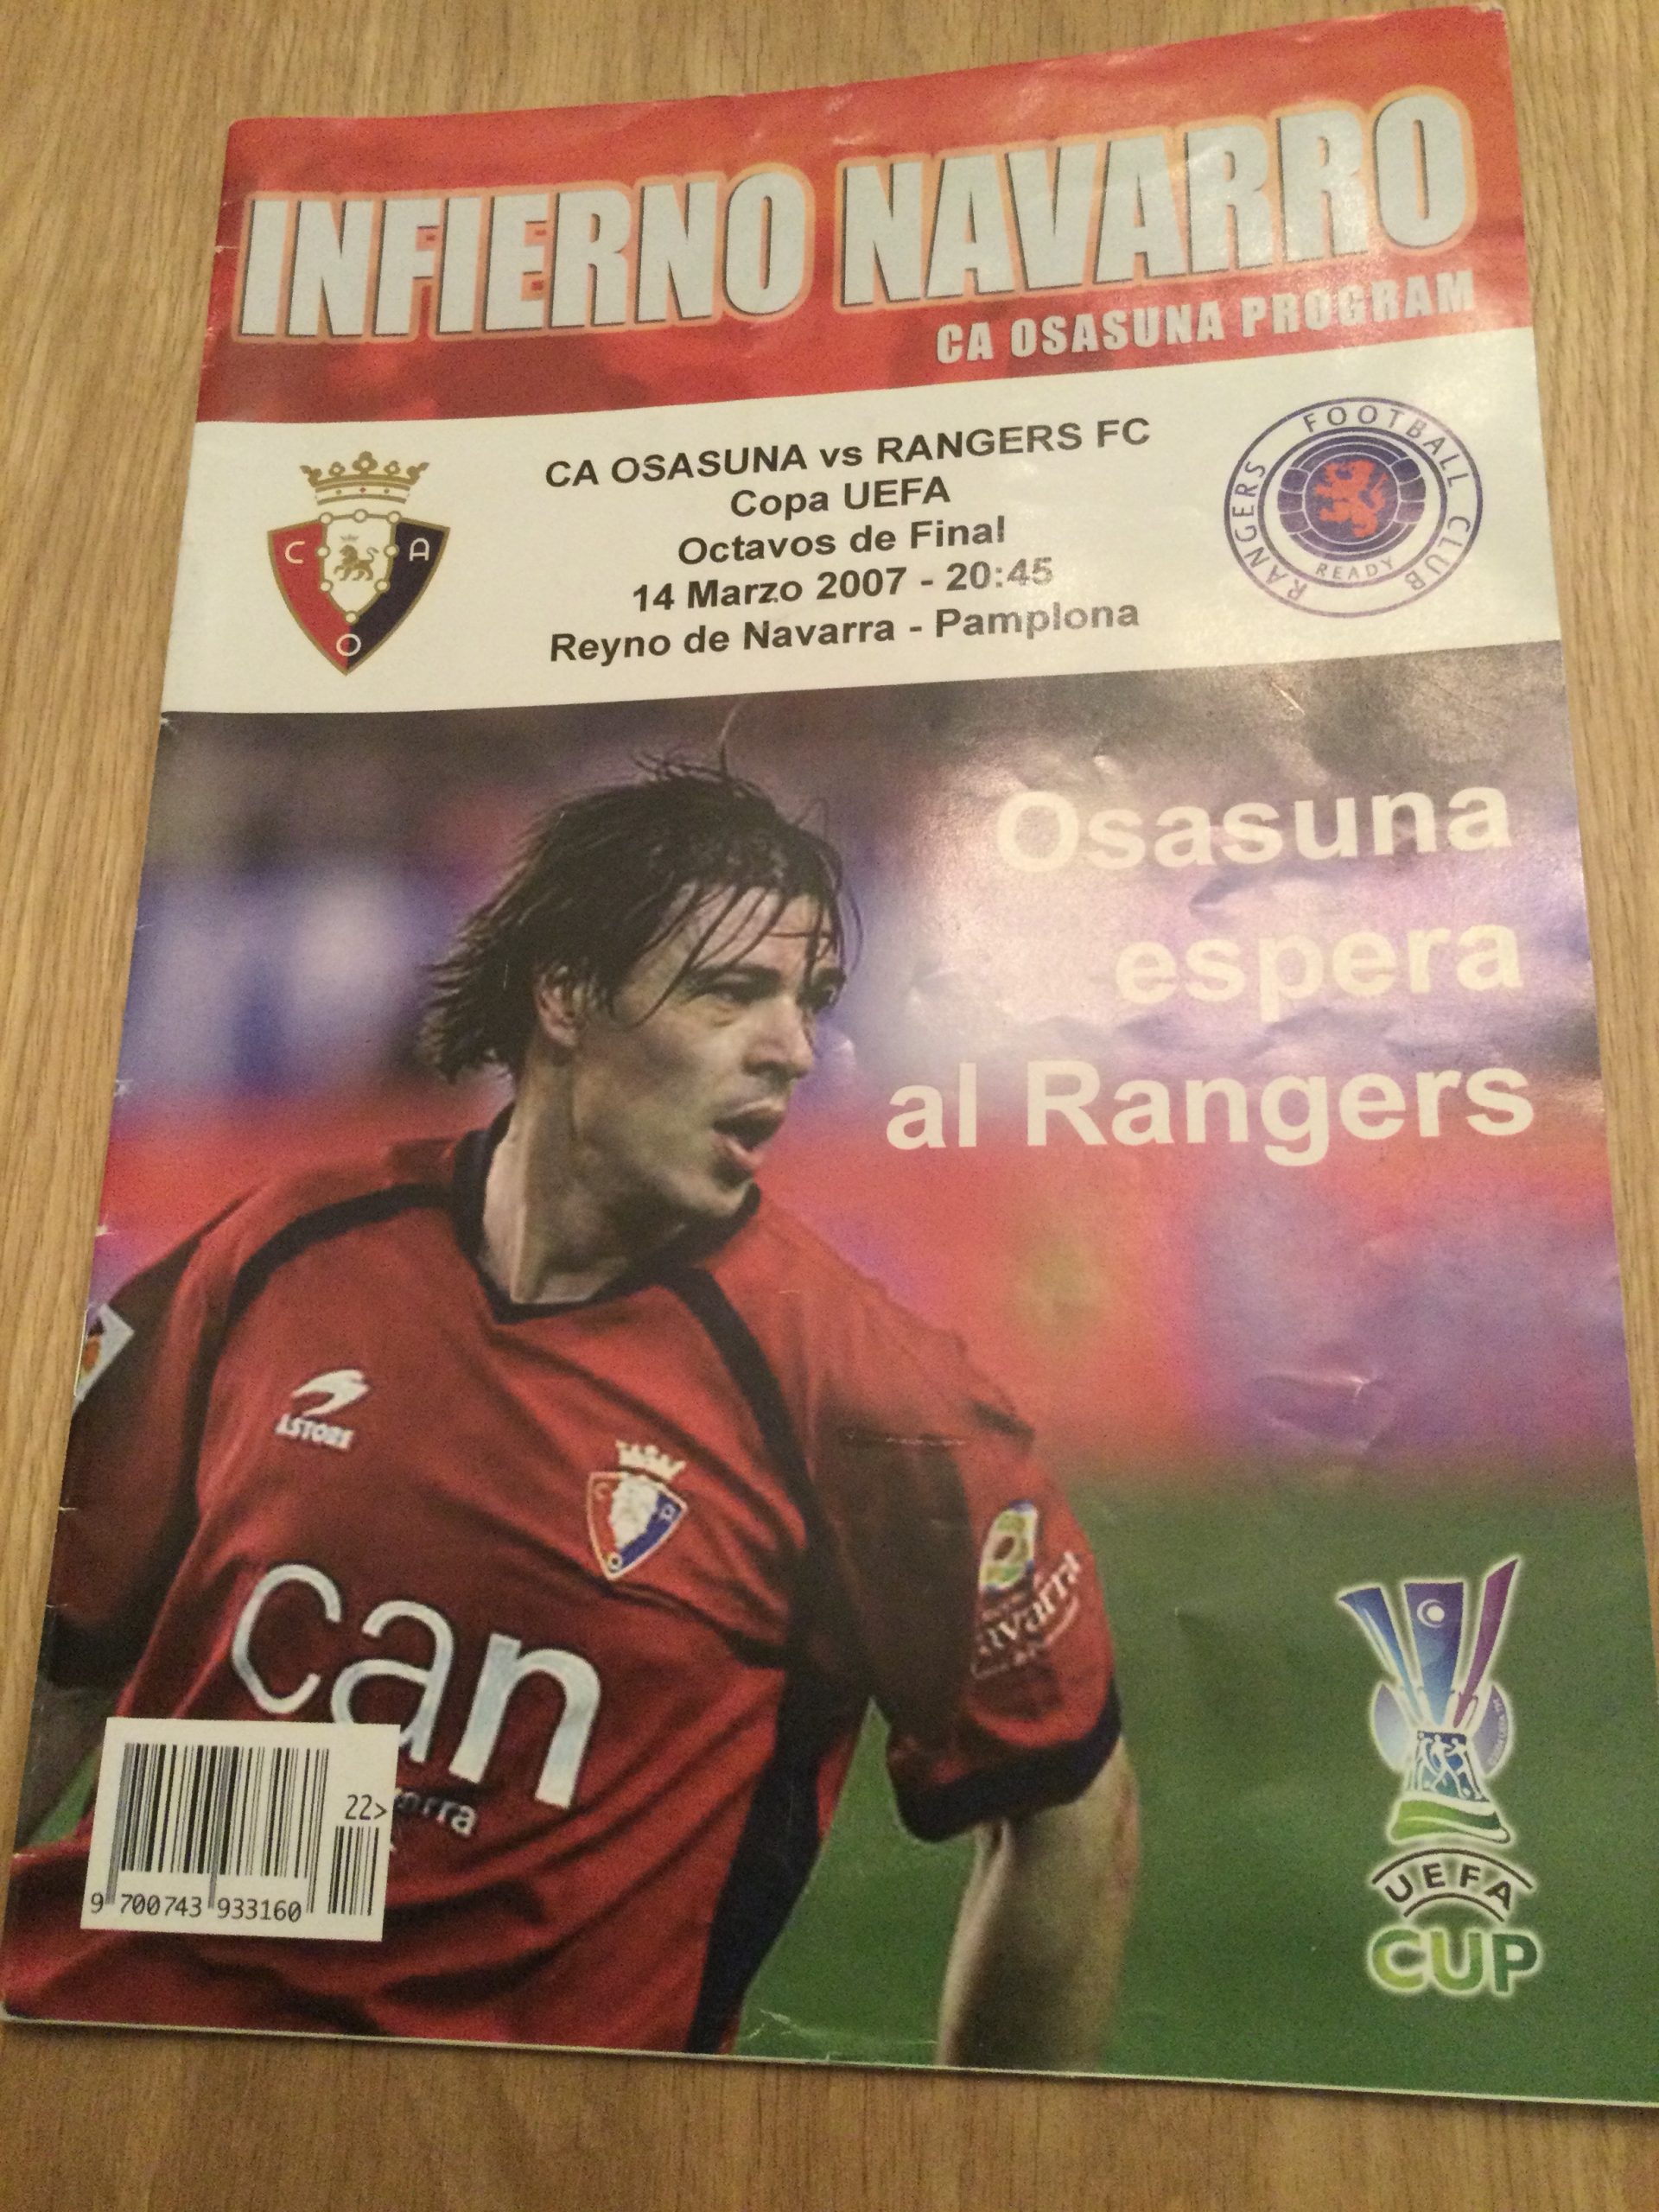 INFIERNO NAVARRO
CA OSASUNA PROGRAM
CA OSASUNA vs RANGERS FC
Copa UEFA
Octavos de Final
14 Marzo 2007 - 20:45
Reyno de Navarra - Pamplona
C A
O
RANGERS FOOTBALL CLUB
READY
Osasuna
espera
al Rangers
ASTORE
C A
O
can
UEFA
CUP
22>
9 700743 933160